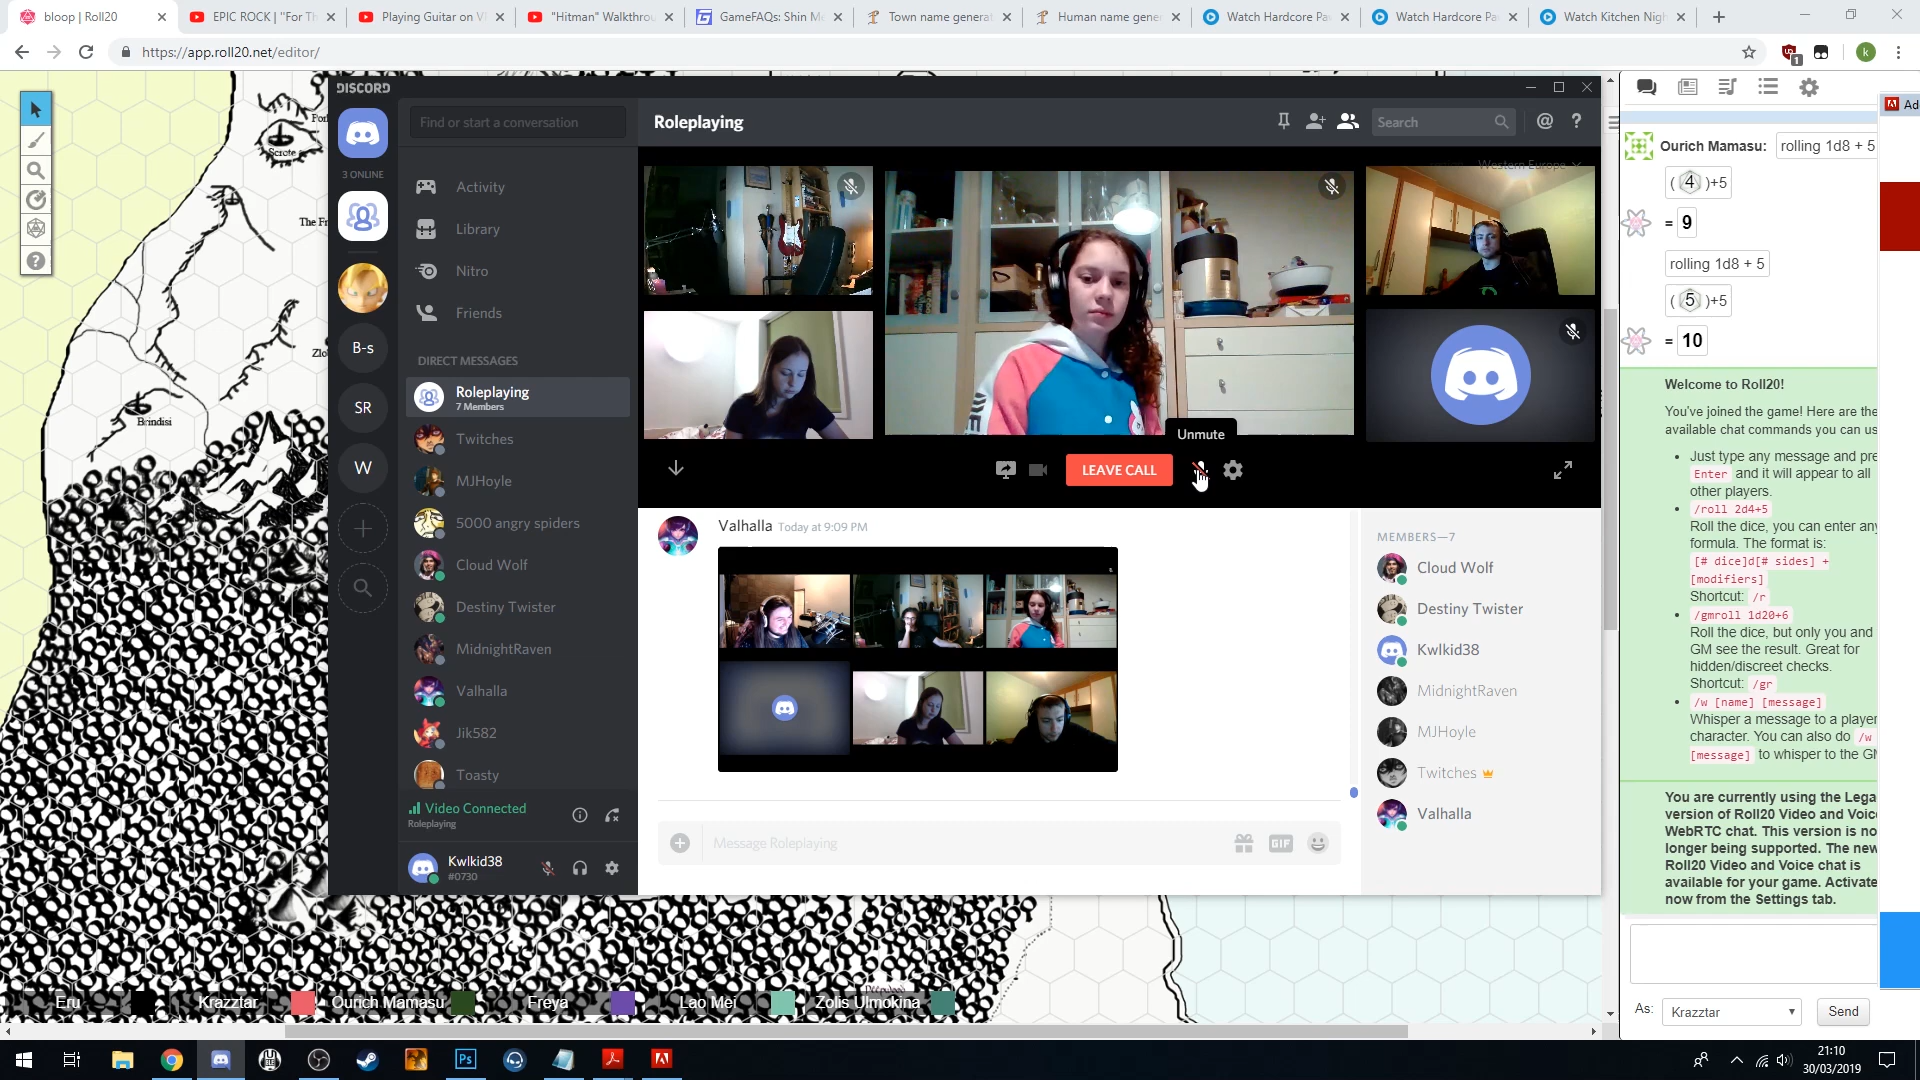 bloop | Roll20
EPIC ROCK | "For Th
Playing Guitar on V
"Hitman" Walkthrou
GameFAQs: Shin M
Town name generat
Human name gene
Watch Hardcore Pa
Watch Hardcore Pa
Watch Kitchen Nigh
https://app.roll20.net/editor/
1
k
DISCORD
Find or start a conversation
Roleplaying
Search
3 ONLINE
B-s
SR
W
Activity
Library
Nitro
Friends
DIRECT MESSAGES
Roleplaying
7 Members
Twitches
MJHoyle
5000 angry spiders
Cloud Wolf
Destiny Twister
MidnightRaven
Valhalla
Jik582
Toasty
Video Connected
Roleplaying
Kwlkid38
#0730
Western Europe
Unmute
LEAVE CALL
Valhalla Today at 9:09 PM
Message Roleplaying
GIF
MEMBERS—7
Cloud Wolf
Destiny Twister
Kwlkid38
MidnightRaven
MJHoyle
Twitches
Valhalla
Scrote
The Fr
Brindisi
Eru
Krazztar
Ourich Mamasu
Freya
Lao Mei
Zolis Ulmokina
Ad
Ourich Mamasu: rolling 1d8 + 5
(4)+5
= 9
rolling 1d8 + 5
(5)+5
= 10
Welcome to Roll20!
You've joined the game! Here are the
available chat commands you can us
Just type any message and pre
Enter and it will appear to all
other players.
/roll 2d4+5
Roll the dice, you can enter any
formula. The format is:
[# dice]d[# sides] +
[modifiers]
Shortcut: /r
/gmroll 1d20+6
Roll the dice, but only you and
GM see the result. Great for
hidden/discreet checks.
Shortcut: /gr
/w [name] [message]
Whisper a message to a player
character. You can also do /w
[message] to whisper to the GM
You are currently using the Lega
version of Roll20 Video and Voic
WebRTC chat. This version is no
longer being supported. The new
Roll20 Video and Voice chat is
available for your game. Activate
now from the Settings tab.
As: Krazztar
Send
Ps
21:10
30/03/2019